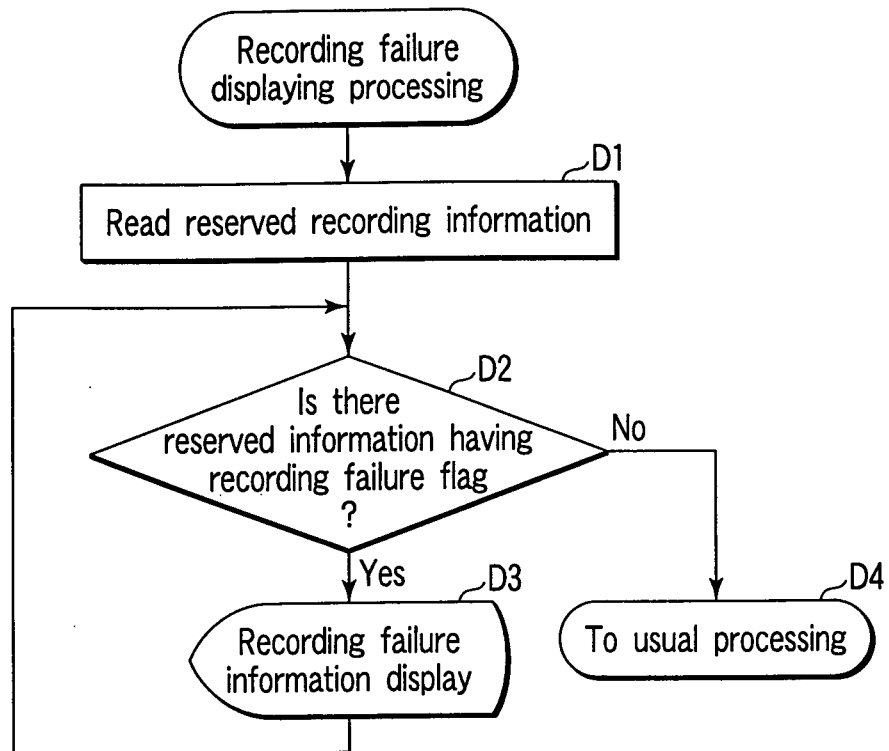 Recording failure
displaying processing
D1
Read reserved recording information
D2
Is there
reserved information having
recording failure flag
?
No
Yes
D3
Recording failure
information display
D4
To usual processing